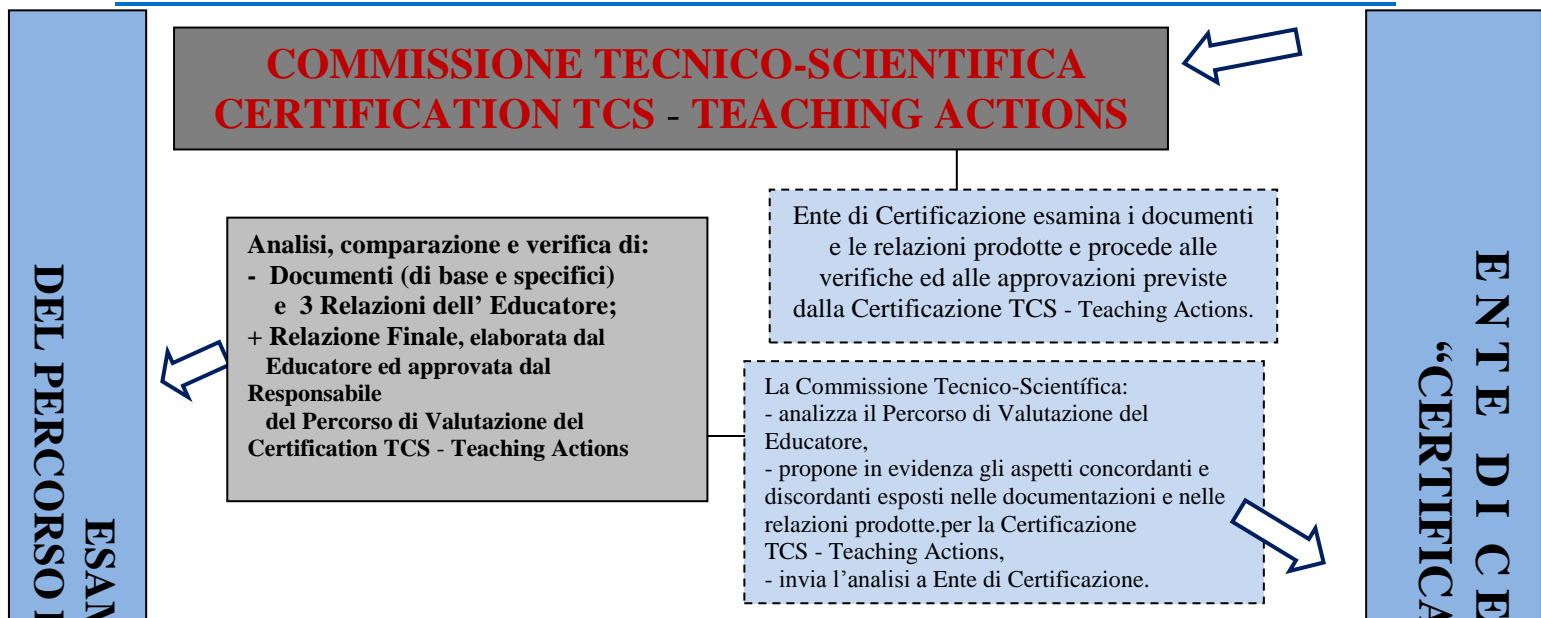 COMMISSIONE TECNICO-SCIENTIFICA
CERTIFICATION TCS - TEACHING ACTIONS
Ente di Certificazione esamina i documenti
e le relazioni prodotte e procede alle
verifiche ed alle approvazioni previste
dalla Certificazione TCS - Teaching Actions.
Analisi, comparazione e verifica di:
- Documenti (di base e specifici)
e 3 Relazioni dell' Educatore;
+ Relazione Finale, elaborata dal
Educatore ed approvata dal
Responsabile
del Percorso di Valutazione del
Certification TCS - Teaching Actions
La Commissione Tecnico-Scientífica:
- analizza il Percorso di Valutazione del
Educatore,
- propone in evidenza gli aspetti concordanti e
discordanti esposti nelle documentazioni e nelle
relazioni prodotte.per la Certificazione
TCS - Teaching Actions,
- invia l'analisi a Ente di Certificazione.
DEL PERCORSO
ENTE DI